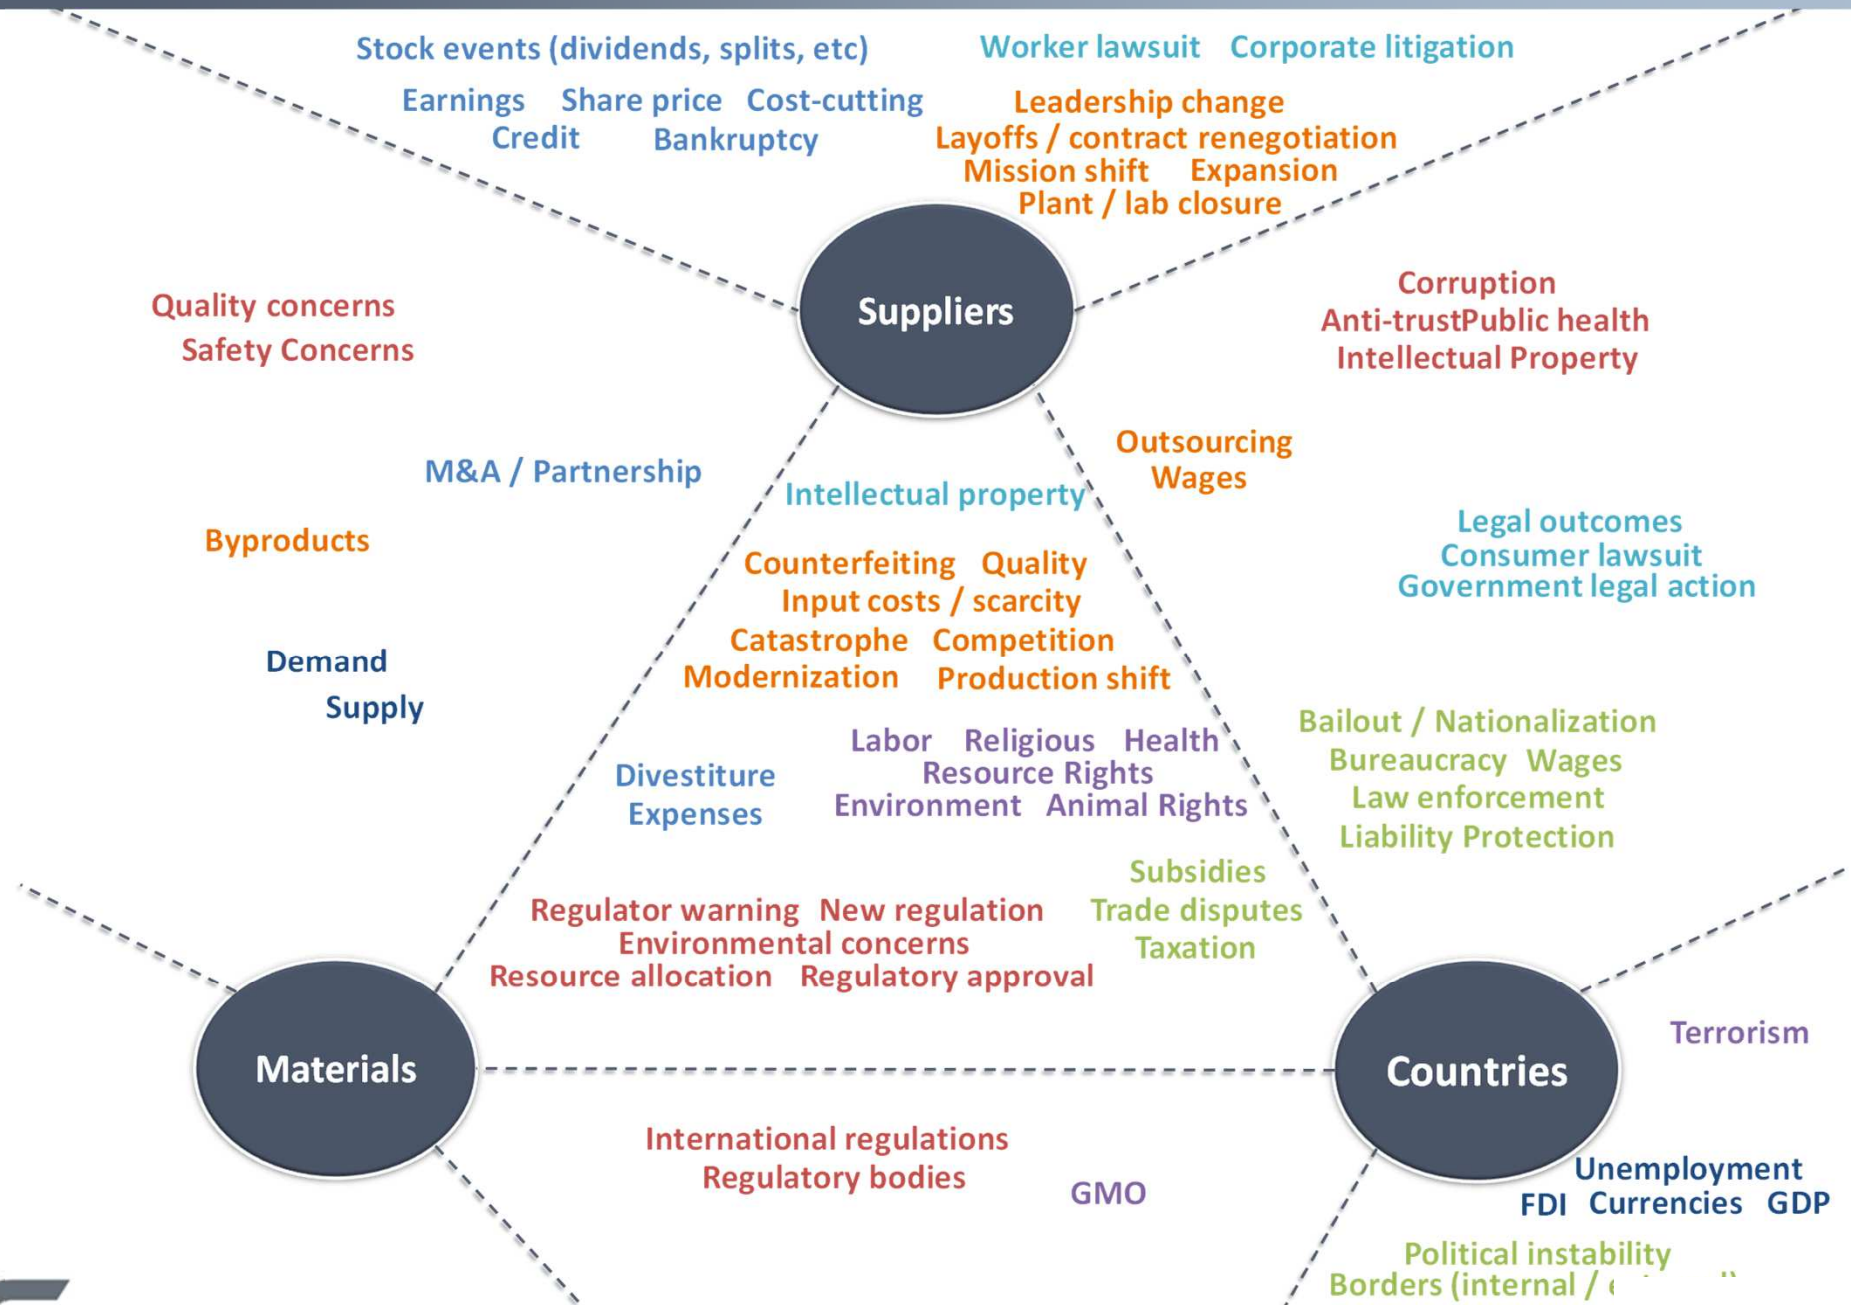 Stock events (dividends, splits, etc)
Worker lawsuit Corporate litigation
Earnings Share price Cost-cutting
Credit Bankruptcy
Leadership change
Layoffs / contract renegotiation
Mission shift Expansion
Plant / lab closure
Suppliers
Quality concerns
Safety Concerns
Corruption
Anti-trustPublic health
Intellectual Property
M&A / Partnership
Outsourcing
Wages
Intellectual property
Byproducts
Legal outcomes
Consumer lawsuit
Government legal action
Counterfeiting Quality
Input costs / scarcity
Catastrophe Competition
Modernization Production shift
Demand
Supply
Labor Religious Health
Resource Rights
Environment Animal Rights
Divestiture
Expenses
Bailout / Nationalization
Bureaucracy Wages
Law enforcement
Liability Protection
Subsidies
Trade disputes
Taxation
Regulator warning New regulation
Environmental concerns
Resource allocation Regulatory approval
Materials
Countries
Terrorism
International regulations
Regulatory bodies
GMO
Unemployment
FDI Currencies GDP
Political instability
Borders (internal /